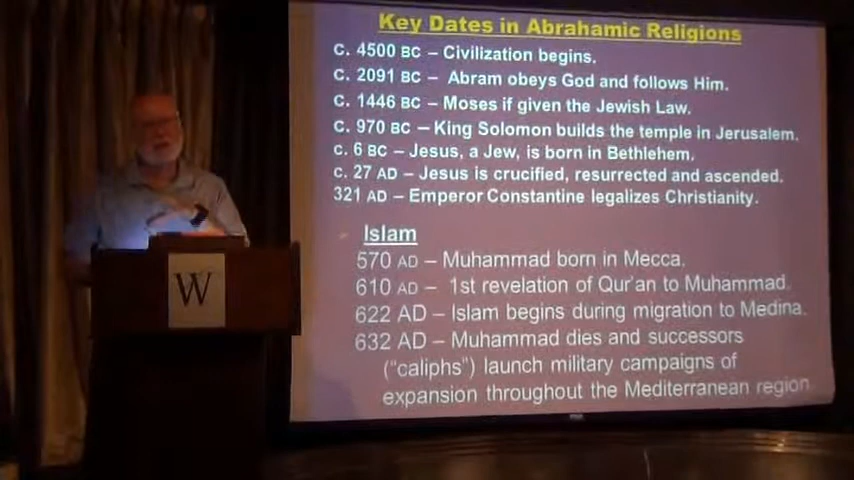 Key Dates in Abrahamic Religions
C. 4500 BC – Civilization begins.
C. 2091 BC – Abram obeys God and follows Him.
C. 1446 BC – Moses if given the Jewish Law.
C. 970 BC – King Solomon builds the temple in Jerusalem.
C. 6 BC – Jesus, a Jew, is born in Bethlehem.
C. 27 AD – Jesus is crucified, resurrected and ascended.
321 AD – Emperor Constantine legalizes Christianity.
Islam
570 AD – Muhammad born in Mecca.
610 AD – 1st revelation of Qur'an to Muhammad.
622 AD – Islam begins during migration to Medina.
632 AD – Muhammad dies and successors
("caliphs") launch military campaigns of
expansion throughout the Mediterranean region
W